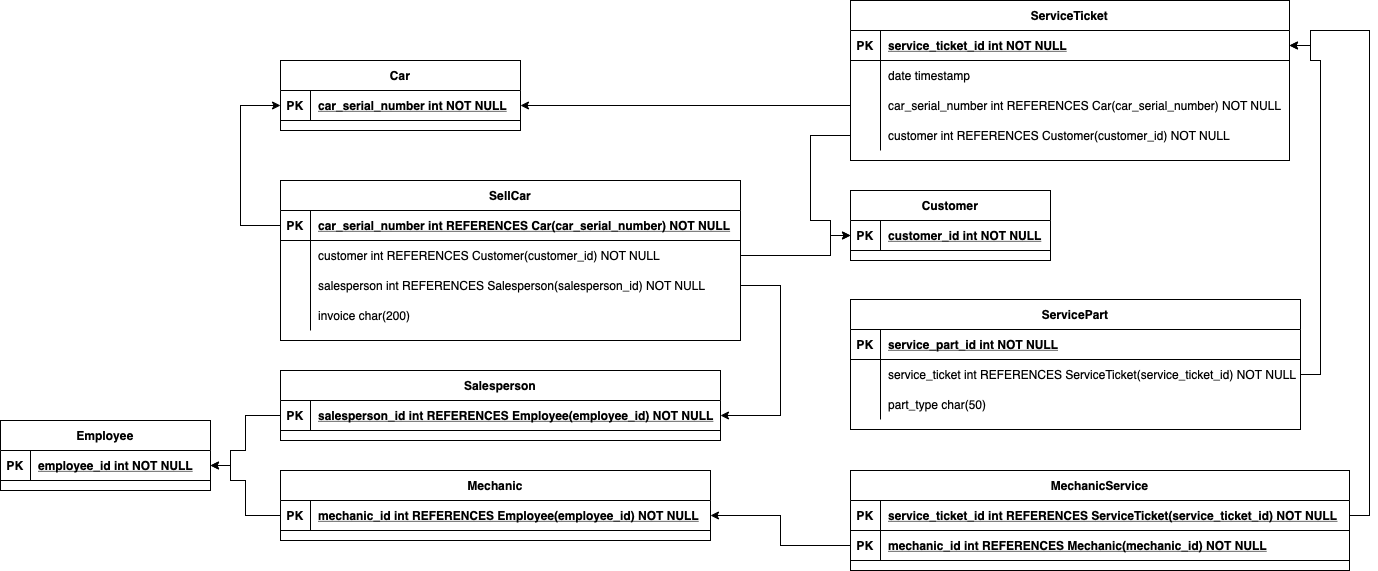 ServiceTicket
PK service_ticket_id int NOT NULL
date timestamp
car_serial_number int REFERENCES Car(car_serial_number) NOT NULL
customer int REFERENCES Customer(customer_id) NOT NULL
Car
PK car_serial_number int NOT NULL
SellCar
PK car_serial_number int REFERENCES Car(car_serial_number) NOT NULL
customer int REFERENCES Customer(customer_id) NOT NULL
salesperson int REFERENCES Salesperson(salesperson_id) NOT NULL
invoice char(200)
Customer
PK customer_id int NOT NULL
ServicePart
PK service_part_id int NOT NULL
service_ticket int REFERENCES ServiceTicket(service_ticket_id) NOT NULL
part_type char(50)
Salesperson
PK salesperson_id int REFERENCES Employee(employee_id) NOT NULL
Employee
PK employee_id int NOT NULL
Mechanic
PK mechanic_id int REFERENCES Employee(employee_id) NOT NULL
MechanicService
PK service_ticket_id int REFERENCES ServiceTicket(service_ticket_id) NOT NULL
PK mechanic_id int REFERENCES Mechanic(mechanic_id) NOT NULL